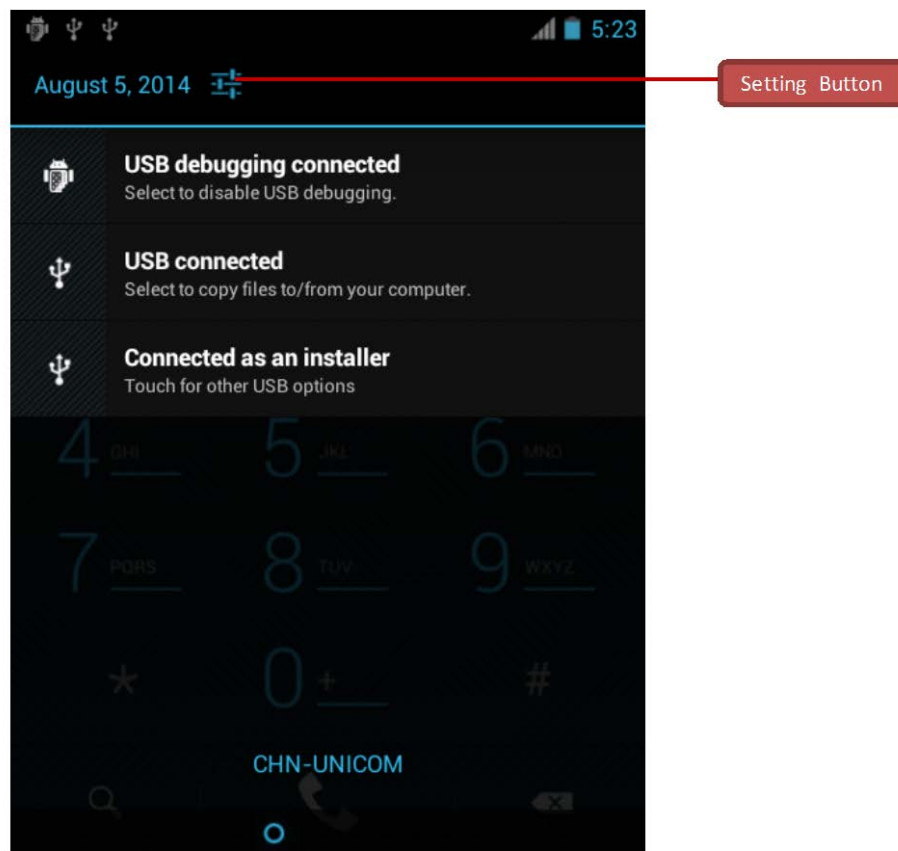 5:23
August 5, 2014
Setting Button
USB debugging connected
Select to disable USB debugging.
USB connected
Select to copy files to/from your computer.
Connected as an installer
Touch for other USB options
4 GHI 5 JKL 6 MNO
7 PQRS 8 TUV 9 WXYZ
* 0 + #
CHN-UNICOM